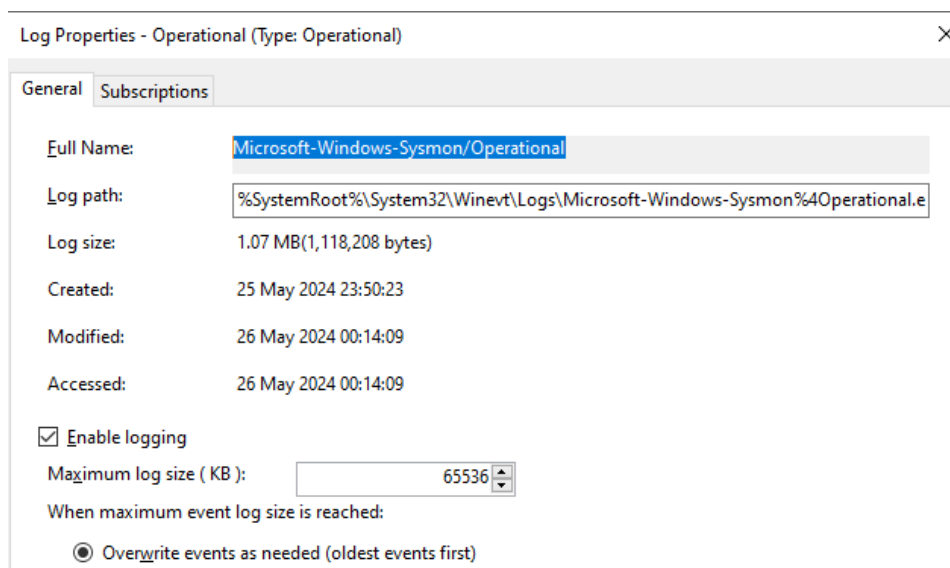 Log Properties - Operational (Type: Operational)
General Subscriptions
Full Name: Microsoft-Windows-Sysmon/Operational
Log path: %SystemRoot%\System32\Winevt\Logs\Microsoft-Windows-Sysmon%4Operational.e
Log size: 1.07 MB(1,118,208 bytes)
Created: 25 May 2024 23:50:23
Modified: 26 May 2024 00:14:09
Accessed: 26 May 2024 00:14:09
Enable logging
Maximum log size ( KB ): 65536
When maximum event log size is reached:
Overwrite events as needed (oldest events first)